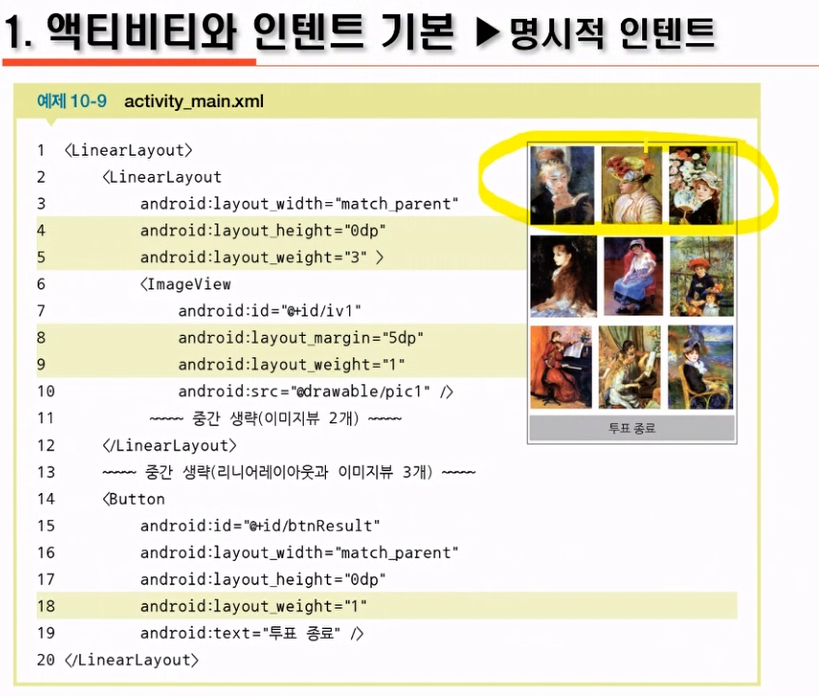 1. 액티비티와 인텐트 기본 ▶명시적 인텐트
예제 10-9 activity_main.xml
1 <LinearLayout>
2 <LinearLayout
3 android:layout_width="match_parent"
4 android:layout_height="0dp"
5 android:layout_weight="3" >
6 <ImageView
7 android:id="@+id/iv1"
8 android:layout_margin="5dp"
9 android:layout_weight="1"
10 android:src="@drawable/pic1" />
11 ~~~~ 중간 생략(이미지뷰 2개) ~~~~
12 </LinearLayout>
13 ~~~~ 중간 생략(리니어레이아웃과 이미지뷰 3개) ~~~~
14 <Button
15 android:id="@+id/btnResult"
16 android:layout_width="match_parent"
17 android:layout_height="0dp"
18 android:layout_weight="1"
19 android:text="투표 종료" />
20 </LinearLayout>
투표 종료